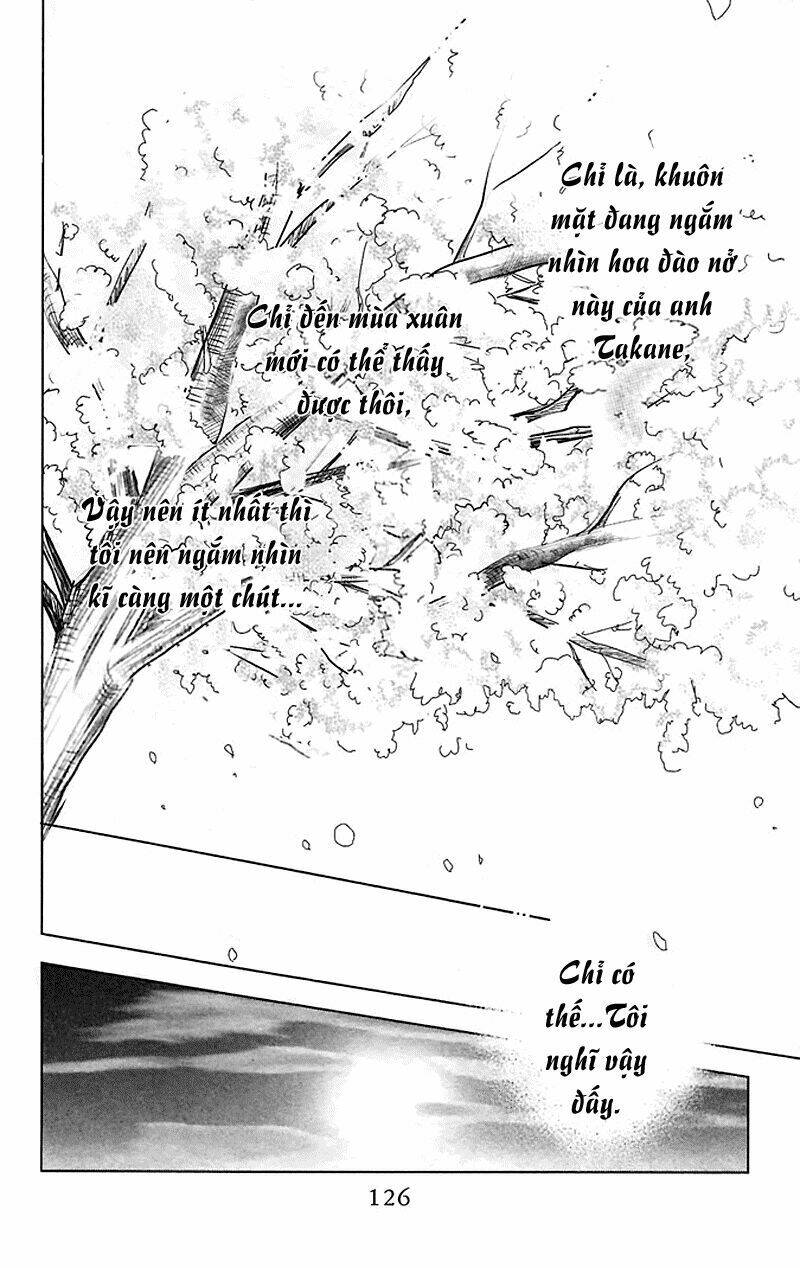 Chỉ là, khuôn
mặt đang ngắm
nhìn hoa đào nở
này của anh
Takane,
Chỉ đến mùa xuân
mới có thể thấy
được thôi,
Vậy nên ít nhất thì
tôi nên ngắm nhìn
kĩ càng một chút...
Chỉ có
thế...Tôi
nghĩ vậy
đấy.
126